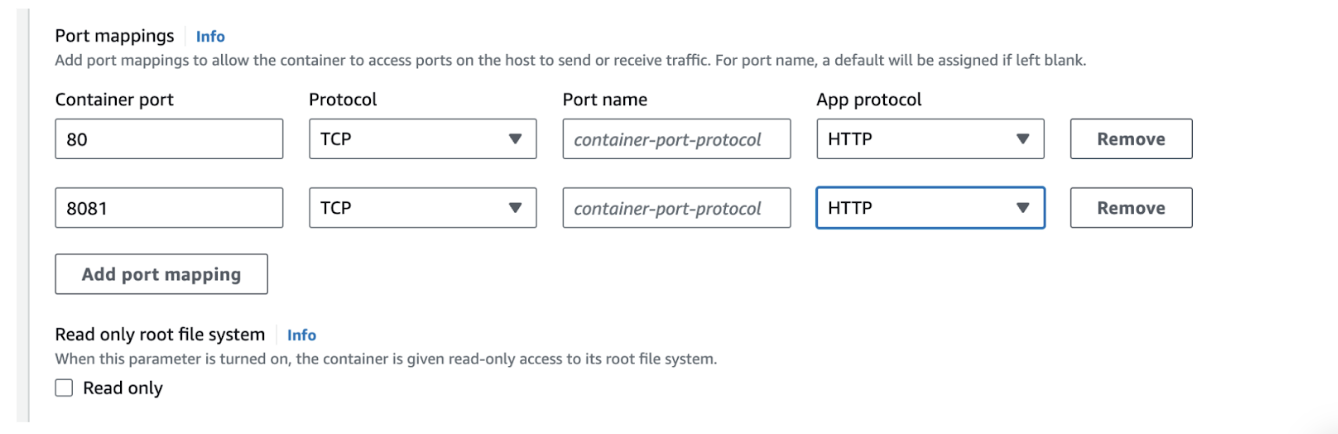 Port mappings Info
Add port mappings to allow the container to access ports on the host to send or receive traffic. For port name, a default will be assigned if left blank.
Container port Protocol Port name App protocol
80 TCP container-port-protocol HTTP Remove
8081 TCP container-port-protocol HTTP Remove
Add port mapping
Read only root file system Info
When this parameter is turned on, the container is given read-only access to its root file system.
Read only